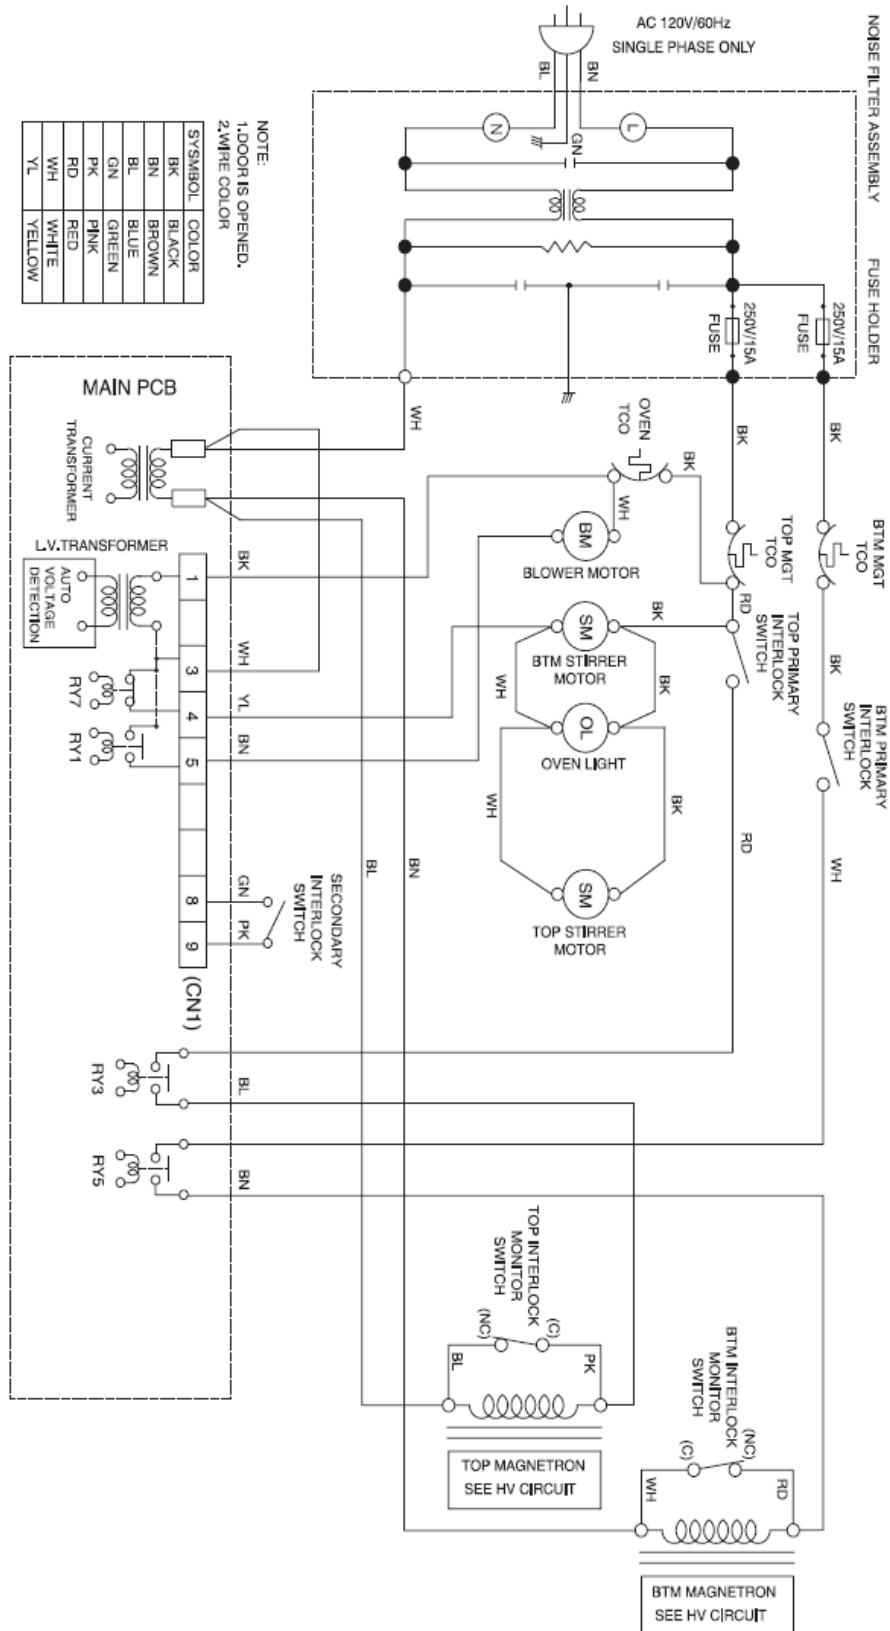 AC 120V/60Hz
SINGLE PHASE ONLY
NOISE FILTER ASSEMBLY
FUSE HOLDER
BL
BN
N
L
GN
250V/15A
FUSE
250V/15A
FUSE
NOTE:
1.DOOR IS OPENED.
2.WIRE COLOR
SYSMBOL COLOR
BK BLACK
BN BROWN
BL BLUE
GN GREEN
PK PINK
RD RED
WH WHITE
YL YELLOW
MAIN PCB
CURRENT
TRANSFORMER
L.V.TRANSFORMER
AUTO
VOLTAGE
DETECTION
WH
OVEN
TCO
BK
BK
BK
WH
BM
BLOWER MOTOR
TOP MGT
TCO
BTM MGT
TCO
BK
1
3
4
5
8
9
(CN1)
WH
YL
BN
GN
PK
RY7
RY1
RY3
RY5
SM
BTM STIRRER
MOTOR
BK
RD
TOP PRIMARY
INTERLOCK
SWITCH
BK
BTM PRIMARY
INTERLOCK
SWITCH
WH
BK
OL
OVEN LIGHT
WH
BK
SM
TOP STIRRER
MOTOR
RD
WH
BL
BN
SECONDARY
INTERLOCK
SWITCH
BL
BN
TOP INTERLOCK
MONITOR
SWITCH
(NC)
(C)
BL
PK
TOP MAGNETRON
SEE HV CIRCUIT
BTM INTERLOCK
MONITOR
SWITCH
(C)
(NC)
WH
RD
BTM MAGNETRON
SEE HV CIRCUIT